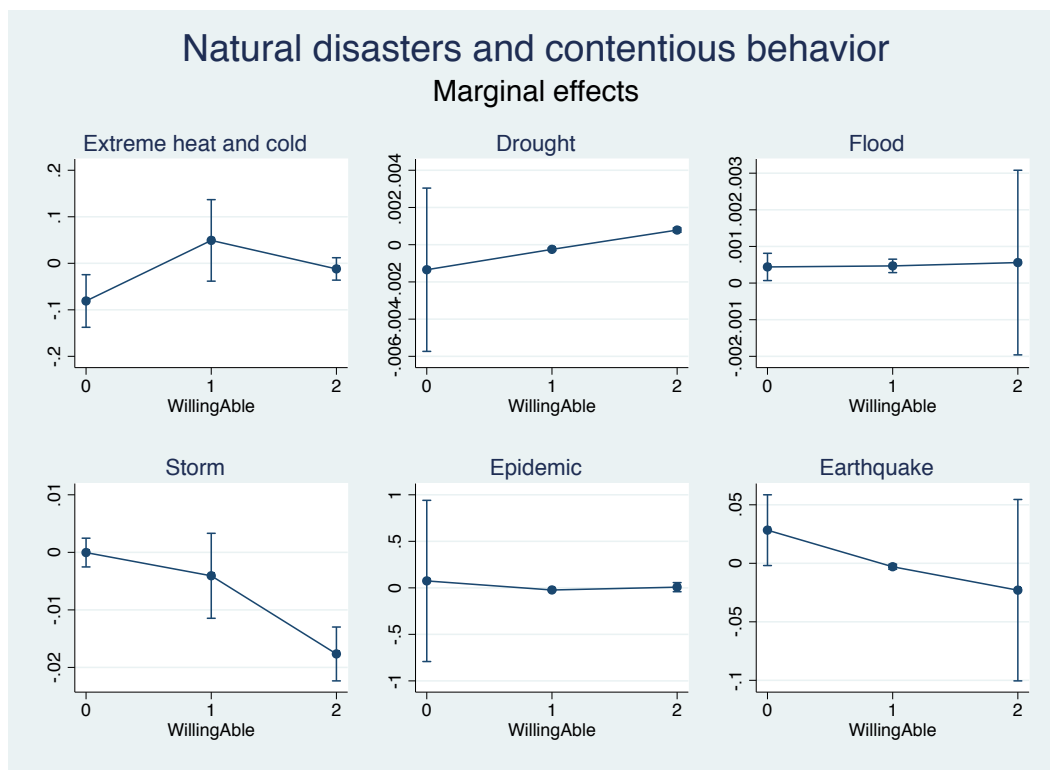 Natural disasters and contentious behavior
Marginal effects
Extreme heat and cold
.2
.1
0
-.1
-.2
0 1 2
WillingAble
Drought
.004
.002
0
-.002
-.004
-.006
0 1 2
WillingAble
Flood
.003
.002
.001
0
-.001
-.002
0 1 2
WillingAble
Storm
.01
0
-.01
-.02
0 1 2
WillingAble
Epidemic
1
.5
0
-.5
-1
0 1 2
WillingAble
Earthquake
.05
0
-.05
-.1
0 1 2
WillingAble